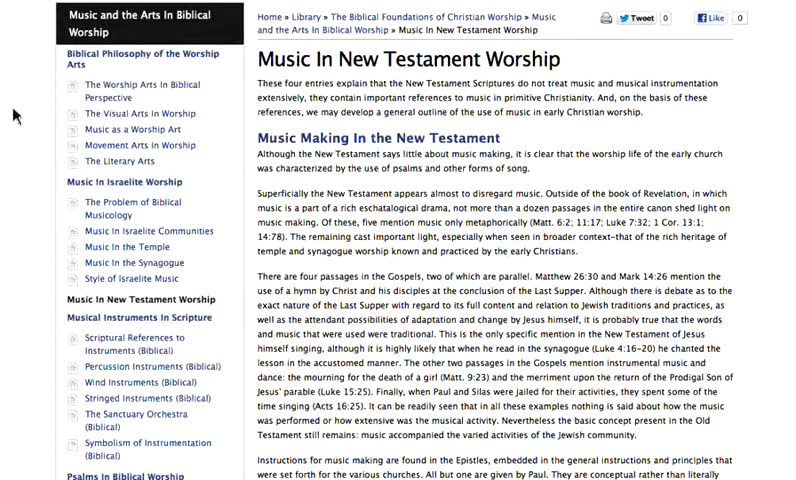 Music and the Arts In Biblical
Worship
Biblical Philosophy of the Worship
Arts
The Worship Arts In Biblical
Perspective
The Visual Arts In Worship
Music as a Worship Art
Movement Arts In Worship
The Literary Arts
Music In Israelite Worship
The Problem of Biblical
Musicology
Music In Israelite Communities
Music In the Temple
Music In the Synagogue
Style of Israelite Music
Music In New Testament Worship
Musical Instruments In Scripture
Scriptural References to
Instruments (Biblical)
Percussion Instruments (Biblical)
Wind Instruments (Biblical)
Stringed Instruments (Biblical)
The Sanctuary Orchestra
(Biblical)
Symbolism of Instrumentation
(Biblical)
Psalms In Biblical Worship
Home » Library » The Biblical Foundations of Christian Worship » Music
and the Arts In Biblical Worship » Music In New Testament Worship
Tweet 0
Like 0
Music In New Testament Worship
These four entries explain that the New Testament Scriptures do not treat music and musical instrumentation
extensively, they contain important references to music in primitive Christianity. And, on the basis of these
references, we may develop a general outline of the use of music in early Christian worship.
Music Making In the New Testament
Although the New Testament says little about music making, it is clear that the worship life of the early church
was characterized by the use of psalms and other forms of song.
Superficially the New Testament appears almost to disregard music. Outside of the book of Revelation, in which
music is a part of a rich eschatalogical drama, not more than a dozen passages in the entire canon shed light on
music making. Of these, five mention music only metaphorically (Matt. 6:2; 11:17; Luke 7:32; 1 Cor. 13:1;
14:78). The remaining cast important light, especially when seen in broader context–that of the rich heritage of
temple and synagogue worship known and practiced by the early Christians.
There are four passages in the Gospels, two of which are parallel. Matthew 26:30 and Mark 14:26 mention the
use of a hymn by Christ and his disciples at the conclusion of the Last Supper. Although there is debate as to the
exact nature of the Last Supper with regard to its full content and relation to Jewish traditions and practices, as
well as the attendant possibilities of adaptation and change by Jesus himself, it is probably true that the words
and music that were used were traditional. This is the only specific mention in the New Testament of Jesus
himself singing, although it is highly likely that when he read in the synagogue (Luke 4:16–20) he chanted the
lesson in the accustomed manner. The other two passages in the Gospels mention instrumental music and
dance: the mourning for the death of a girl (Matt. 9:23) and the merriment upon the return of the Prodigal Son of
Jesus' parable (Luke 15:25). Finally, when Paul and Silas were jailed for their activities, they spent some of the
time singing (Acts 16:25). It can be readily seen that in all these examples nothing is said about how the music
was performed or how extensive was the musical activity. Nevertheless the basic concept present in the Old
Testament still remains: music accompanied the varied activities of the Jewish community.
Instructions for music making are found in the Epistles, embedded in the general instructions and principles that
were set forth for the various churches. All but one are given by Paul. They are conceptual rather than literally